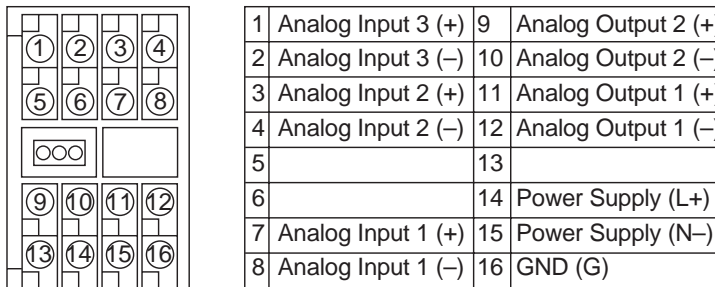 1 2 3 4
5 6 7 8
9 10 11 12
13 14 15 16
1 Analog Input 3 (+) 9 Analog Output 2 (+
2 Analog Input 3 (–) 10 Analog Output 2 (–)
3 Analog Input 2 (+) 11 Analog Output 1 (+
4 Analog Input 2 (–) 12 Analog Output 1 (–)
5 13
6 14 Power Supply (L+)
7 Analog Input 1 (+) 15 Power Supply (N–)
8 Analog Input 1 (–) 16 GND (G)